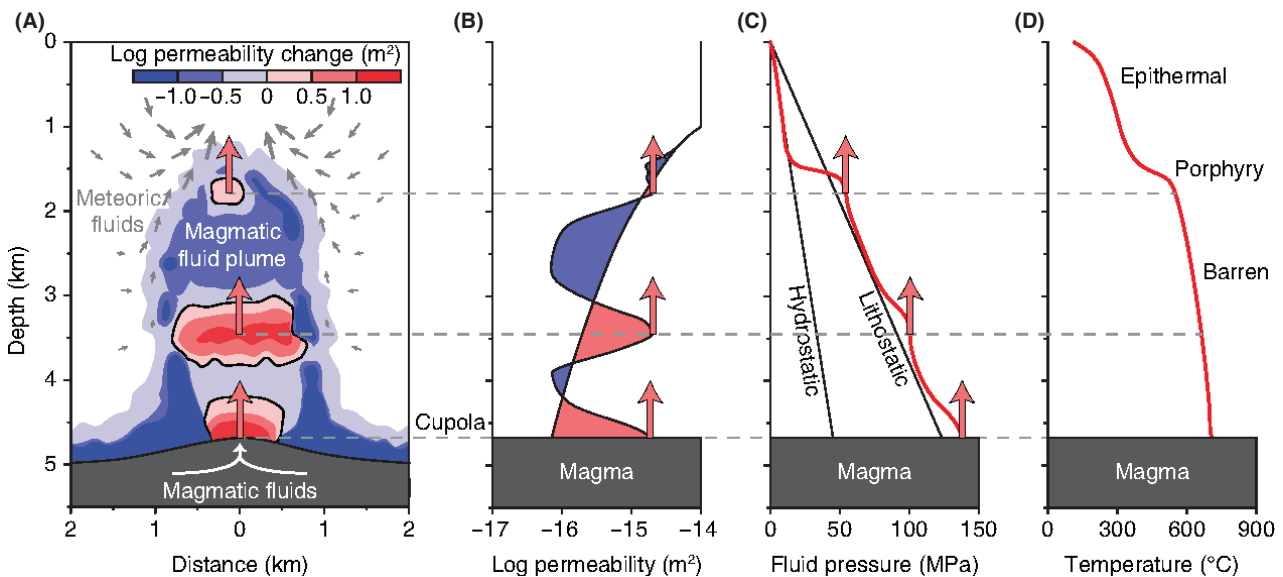 (A)
Log permeability change (m²)
−1.0 −0.5 0 0.5 1.0
Meteoric
fluids
Magmatic
fluid plume
Cupola
Magmatic fluids
0
1
2
3
4
5
Depth (km)
2 1 0 1 2
Distance (km)
(B)
Magma
−17 −16 −15 −14
Log permeability (m²)
(C)
Hydrostatic
Lithostatic
Magma
0 50 100 150
Fluid pressure (MPa)
(D)
Epithermal
Porphyry
Barren
Magma
0 300 600 900
Temperature (°C)